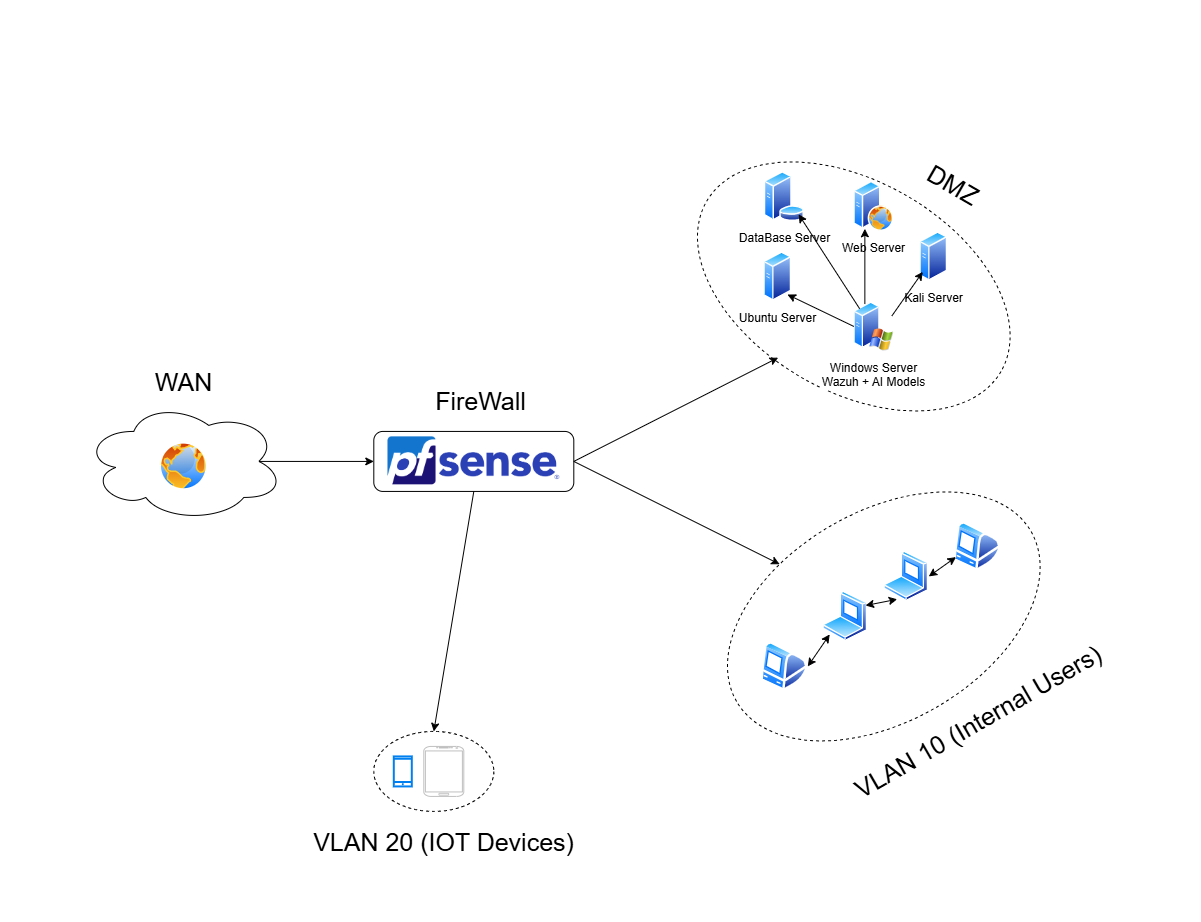 DMZ
DataBase Server
Web Server
Kali Server
Ubuntu Server
Windows Server
Wazuh + AI Models
WAN
FireWall
pfsense
VLAN 10 (Internal Users)
VLAN 20 (IOT Devices)